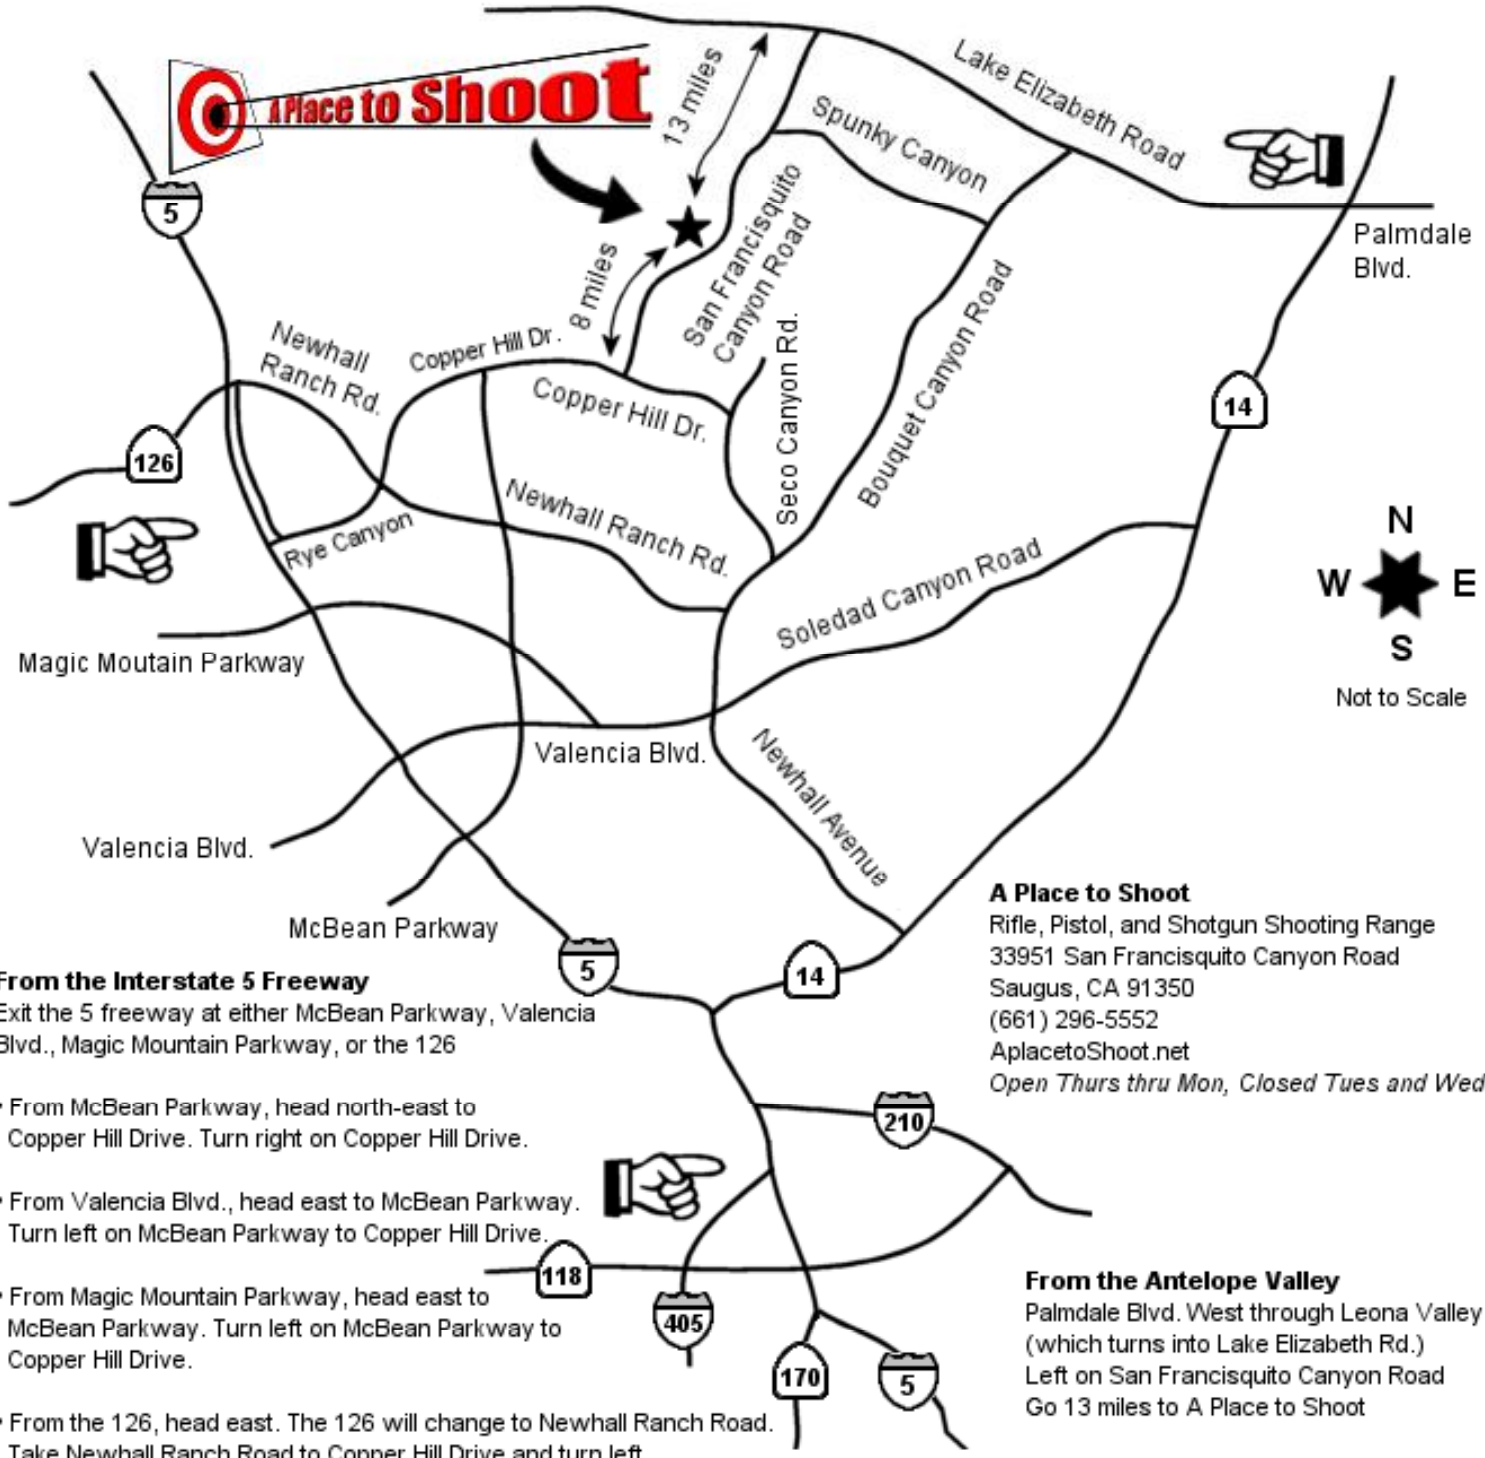 A Place to Shoot
13 miles
Lake Elizabeth Road
Spunky Canyon
5
San Francisquito
Canyon Road
Palmdale
Blvd.
8 miles
Newhall
Ranch Rd.
Copper Hill Dr.
Copper Hill Dr.
Seco Canyon Rd.
Bouquet Canyon Road
14
126
Newhall Ranch Rd.
Rye Canyon
N
W E
S
Not to Scale
Soledad Canyon Road
Magic Moutain Parkway
Valencia Blvd.
Newhall Avenue
Valencia Blvd.
McBean Parkway
5
14
A Place to Shoot
Rifle, Pistol, and Shotgun Shooting Range
33951 San Francisquito Canyon Road
Saugus, CA 91350
(661) 296-5552
AplacetoShoot.net
Open Thurs thru Mon, Closed Tues and Wed
From the Interstate 5 Freeway
Exit the 5 freeway at either McBean Parkway, Valencia
Blvd., Magic Mountain Parkway, or the 126
• From McBean Parkway, head north-east to
Copper Hill Drive. Turn right on Copper Hill Drive.
• From Valencia Blvd., head east to McBean Parkway.
Turn left on McBean Parkway to Copper Hill Drive.
• From Magic Mountain Parkway, head east to
McBean Parkway. Turn left on McBean Parkway to
Copper Hill Drive.
• From the 126, head east. The 126 will change to Newhall Ranch Road.
Take Newhall Ranch Road to Copper Hill Drive and turn left
210
118
405
170
5
From the Antelope Valley
Palmdale Blvd. West through Leona Valley
(which turns into Lake Elizabeth Rd.)
Left on San Francisquito Canyon Road
Go 13 miles to A Place to Shoot